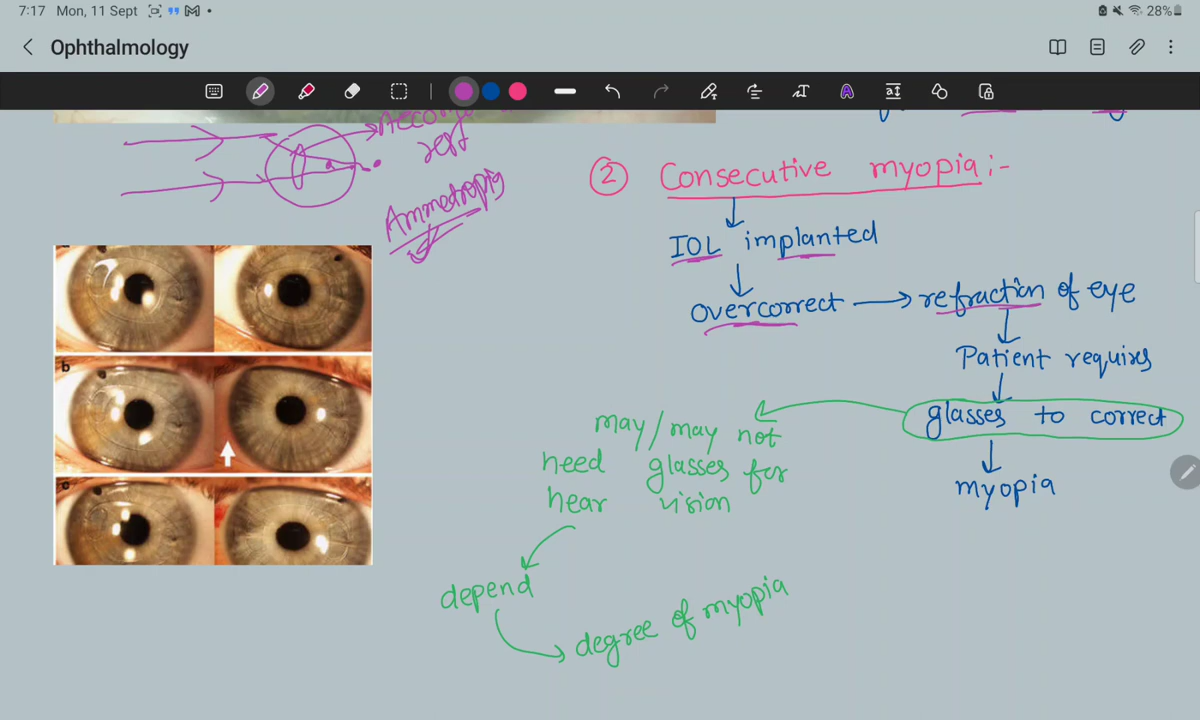 7:17 Mon, 11 Sept
28%
Ophthalmology
rest
Ammetropia
② Consecutive myopia :-
IOL implanted
overcorrect → refraction of eye
Patient requires
glasses to correct
myopia
may/may not
need glasses for
near vision
depend
degree of myopia
b